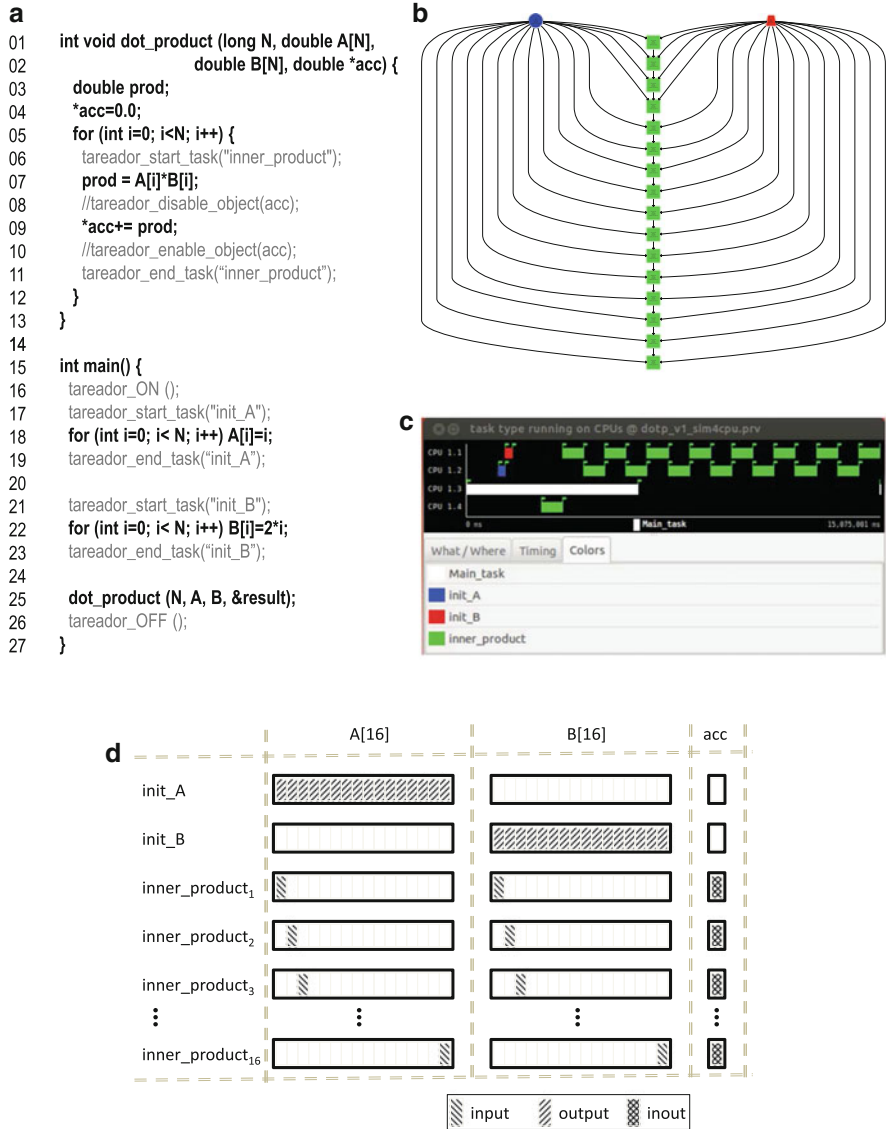 a
01 int void dot_product (long N, double A[N],
02 double B[N], double *acc) {
03 double prod;
04 *acc=0.0;
05 for (int i=0; i<N; i++) {
06 tareador_start_task("inner_product");
07 prod = A[i]*B[i];
08 //tareador_disable_object(acc);
09 *acc+= prod;
10 //tareador_enable_object(acc);
11 tareador_end_task(“inner_product”);
12 }
13 }
14
15 int main() {
16 tareador_ON ();
17 tareador_start_task("init_A");
18 for (int i=0; i< N; i++) A[i]=i;
19 tareador_end_task(“init_A”);
20
21 tareador_start_task("init_B");
22 for (int i=0; i< N; i++) B[i]=2*i;
23 tareador_end_task(“init_B”);
24
25 dot_product (N, A, B, &result);
26 tareador_OFF ();
27 }
b
c
task type running on CPUs @ dotp_v1_sim4cpu.prv
CPU 1.1
CPU 1.2
CPU 1.3
CPU 1.4
0 ns Main_task 15,075,001 ns
What / Where Timing Colors
Main_task
init_A
init_B
inner_product
d
A[16] B[16] acc
init_A
init_B
inner_product1
inner_product2
inner_product3
inner_product16
input output inout